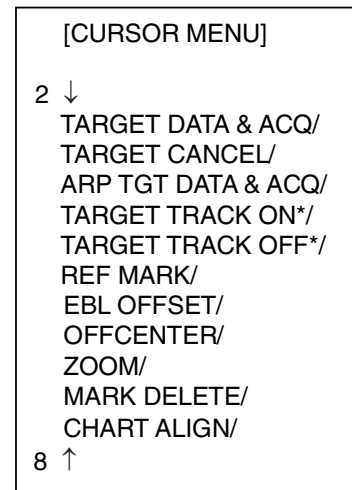 [CURSOR MENU]
2 ↓
TARGET DATA & ACQ/
TARGET CANCEL/
ARP TGT DATA & ACQ/
TARGET TRACK ON*/
TARGET TRACK OFF*/
REF MARK/
EBL OFFSET/
OFFCENTER/
ZOOM/
MARK DELETE/
CHART ALIGN/
8 ↑